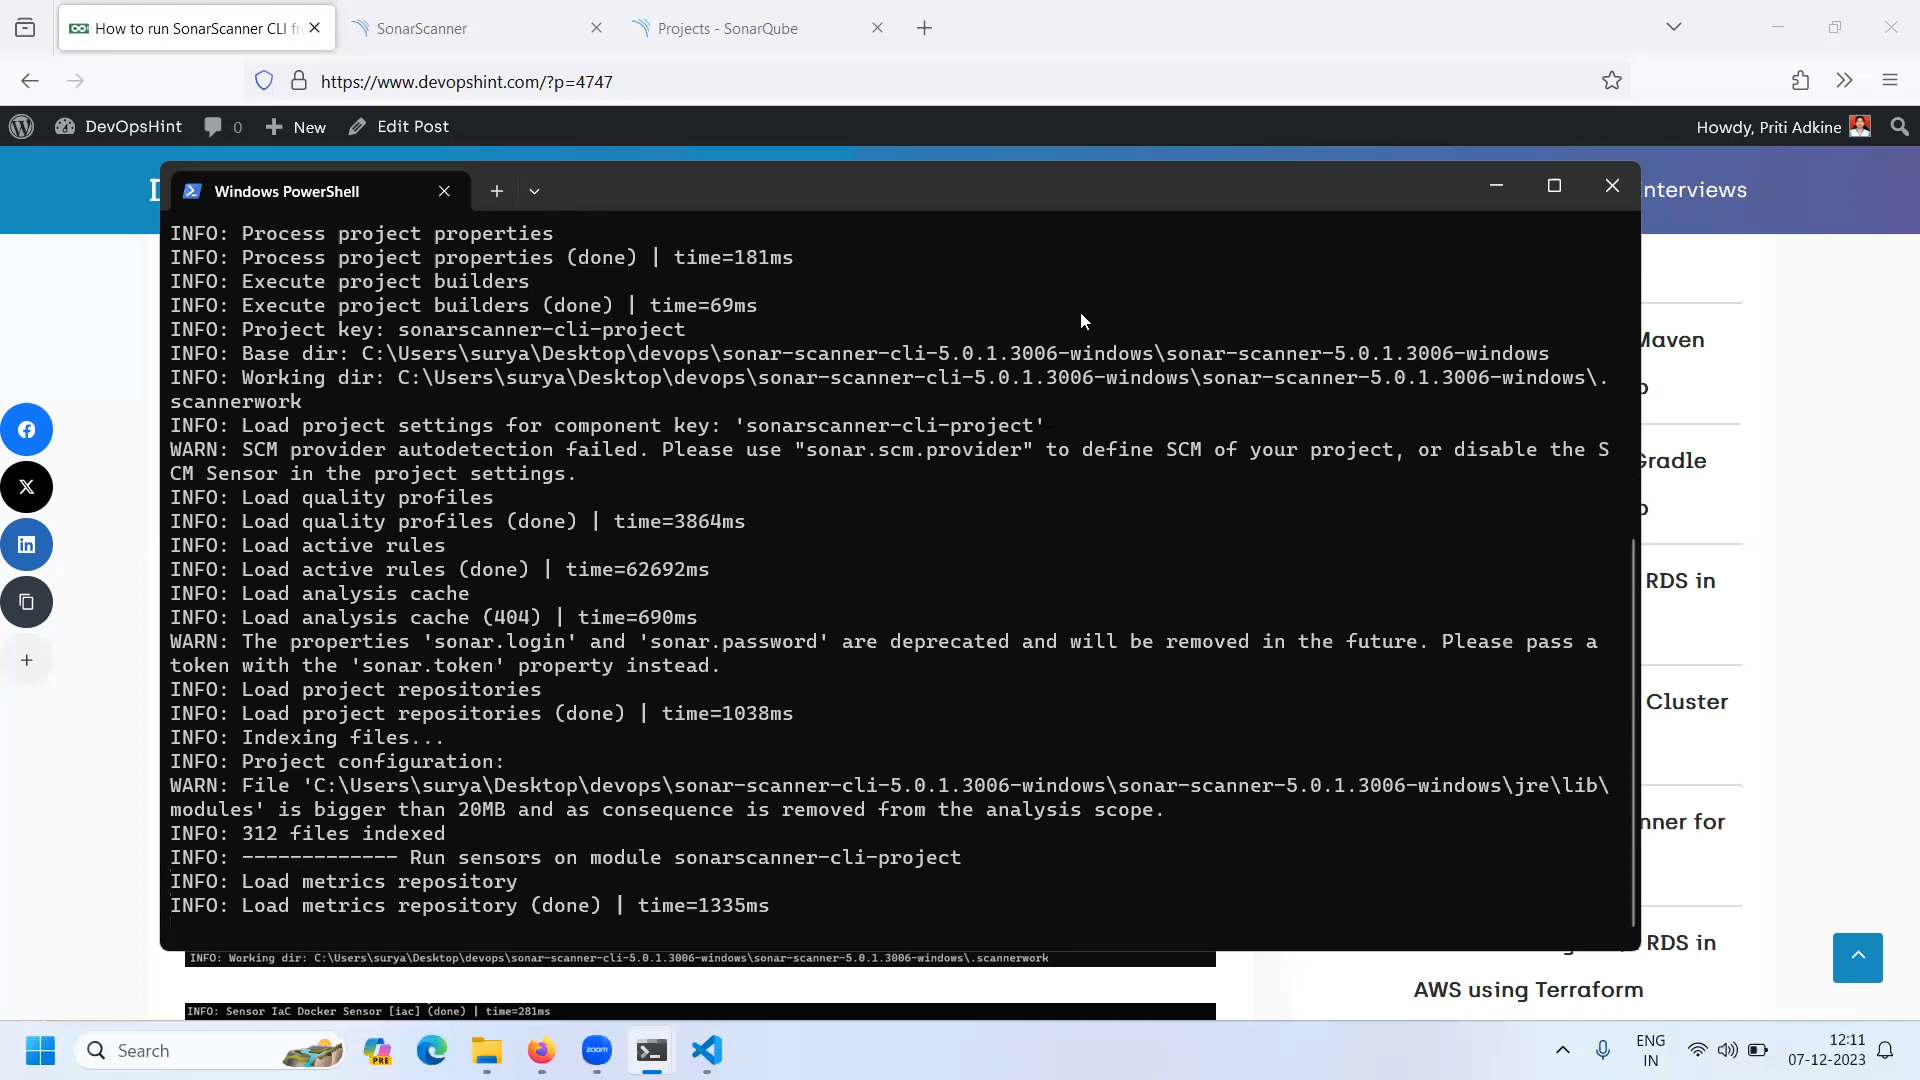 How to run SonarScanner CLI fr
SonarScanner
Projects - SonarQube
https://www.devopshint.com/?p=4747
DevOpsHint
0
New
Edit Post
Howdy, Priti Adkine
Windows PowerShell
nterviews
INFO: Process project properties
INFO: Process project properties (done) | time=181ms
INFO: Execute project builders
INFO: Execute project builders (done) | time=69ms
INFO: Project key: sonarscanner-cli-project
INFO: Base dir: C:\Users\surya\Desktop\devops\sonar-scanner-cli-5.0.1.3006-windows\sonar-scanner-5.0.1.3006-windows
INFO: Working dir: C:\Users\surya\Desktop\devops\sonar-scanner-cli-5.0.1.3006-windows\sonar-scanner-5.0.1.3006-windows\.
scannerwork
INFO: Load project settings for component key: 'sonarscanner-cli-project'
WARN: SCM provider autodetection failed. Please use "sonar.scm.provider" to define SCM of your project, or disable the S
CM Sensor in the project settings.
INFO: Load quality profiles
INFO: Load quality profiles (done) | time=3864ms
INFO: Load active rules
INFO: Load active rules (done) | time=62692ms
INFO: Load analysis cache
INFO: Load analysis cache (404) | time=690ms
WARN: The properties 'sonar.login' and 'sonar.password' are deprecated and will be removed in the future. Please pass a
token with the 'sonar.token' property instead.
INFO: Load project repositories
INFO: Load project repositories (done) | time=1038ms
INFO: Indexing files...
INFO: Project configuration:
WARN: File 'C:\Users\surya\Desktop\devops\sonar-scanner-cli-5.0.1.3006-windows\sonar-scanner-5.0.1.3006-windows\jre\lib\
modules' is bigger than 20MB and as consequence is removed from the analysis scope.
INFO: 312 files indexed
INFO: ------------- Run sensors on module sonarscanner-cli-project
INFO: Load metrics repository
INFO: Load metrics repository (done) | time=1335ms
Maven
Gradle
RDS in
Cluster
nner for
RDS in
AWS using Terraform
INFO: Working dir: C:\Users\surya\Desktop\devops\sonar-scanner-cli-5.0.1.3006-windows\sonar-scanner-5.0.1.3006-windows\.scannerwork
INFO: Sensor IaC Docker Sensor [iac] (done) | time=281ms
Search
PRE
zoom
ENG
IN
12:11
07-12-2023